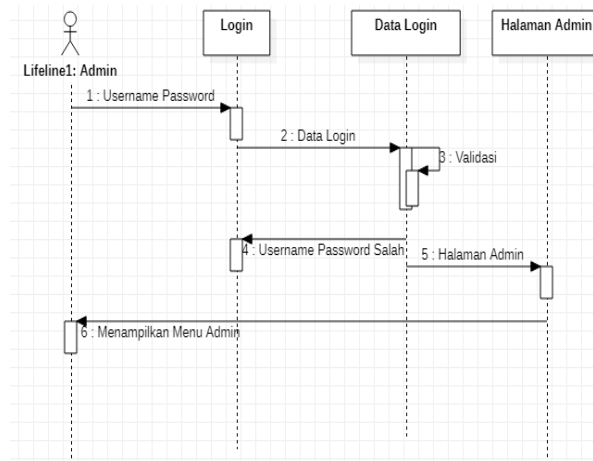 Login
Data Login
Halaman Admin
Lifeline1: Admin
1 : Username Password
2 : Data Login
3 : Validasi
4 : Username Password Salah
5 : Halaman Admin
6 : Menampilkan Menu Admin